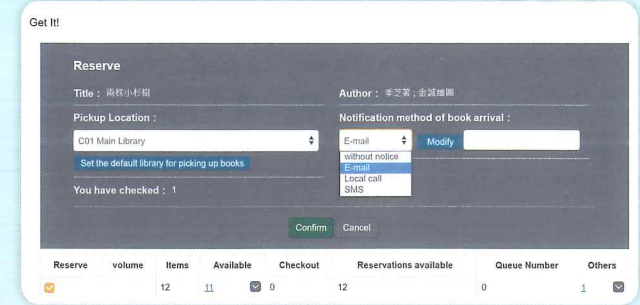 Get It!
Reserve
Title : 兩株小杉樹
Author : 季芝著 ; 金誠繪圖
Pickup Location :
Notification method of book arrival :
C01 Main Library
E-mail
Modify
Set the default library for picking up books
without notice
E-mail
Local call
SMS
You have checked : 1
Confirm Cancel
Reserve volume Items Available Checkout Reservations available Queue Number Others
12 11 0 12 0 1